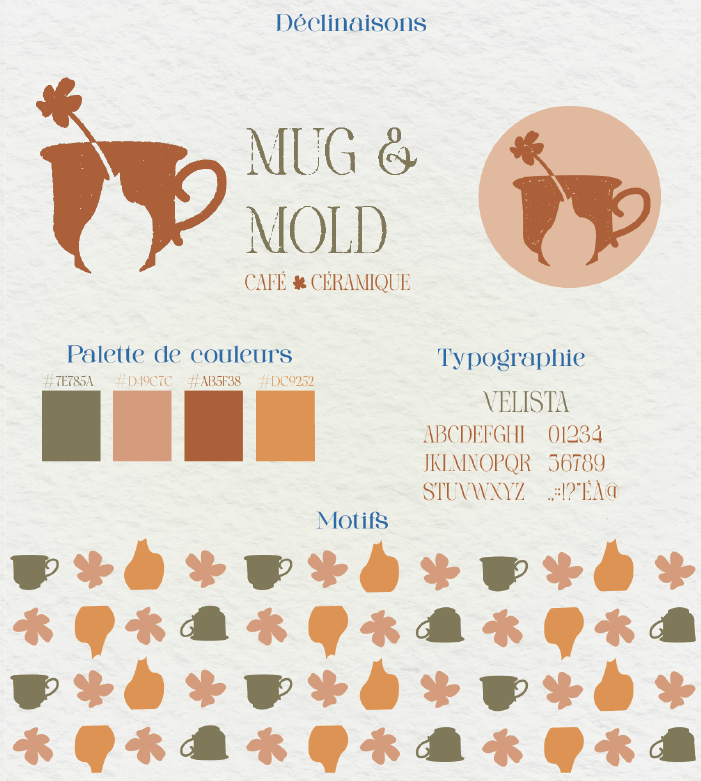 Déclinaisons
MUG &
MOLD
CAFÉ CÉRAMIQUE
Palette de couleurs
#7E785A #D49C7C #AB5F38 #DC9252
Typographie
VELISTA
ABCDEFGHI 01234
JKLMNOPQR 56789
STUVWXYZ .,;:!?"ÉÀ@
Motifs